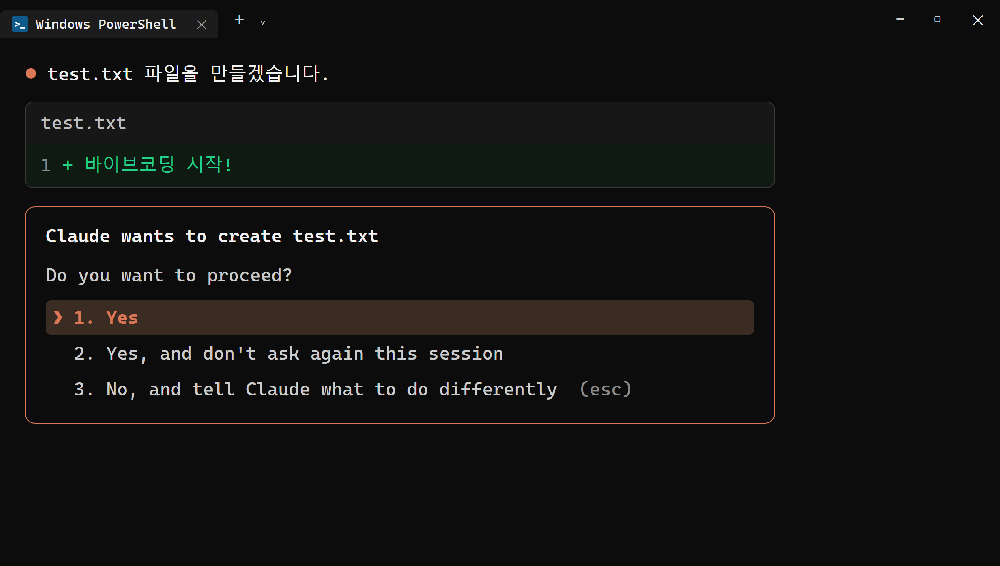 Windows PowerShell
test.txt 파일을 만들겠습니다.
test.txt
1 + 바이브코딩 시작!
Claude wants to create test.txt
Do you want to proceed?
❯ 1. Yes
2. Yes, and don't ask again this session
3. No, and tell Claude what to do differently (esc)